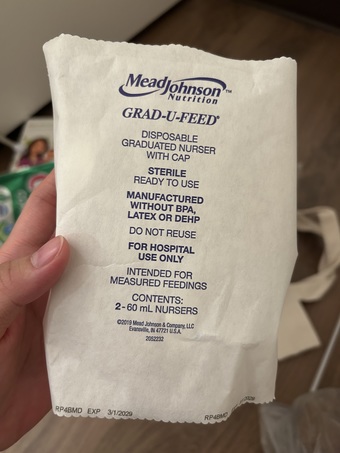 MeadJohnson™
Nutrition
GRAD-U-FEED®
DISPOSABLE
GRADUATED NURSER
WITH CAP
STERILE
READY TO USE
MANUFACTURED
WITHOUT BPA,
LATEX OR DEHP
DO NOT REUSE
FOR HOSPITAL
USE ONLY
INTENDED FOR
MEASURED FEEDINGS
CONTENTS:
2-60 mL NURSERS
©2019 Mead Johnson & Company, LLC
Evansville, IN 47721 U.S.A.
2052232
RP4BMD EXP 3/1/2029
RP4BMD